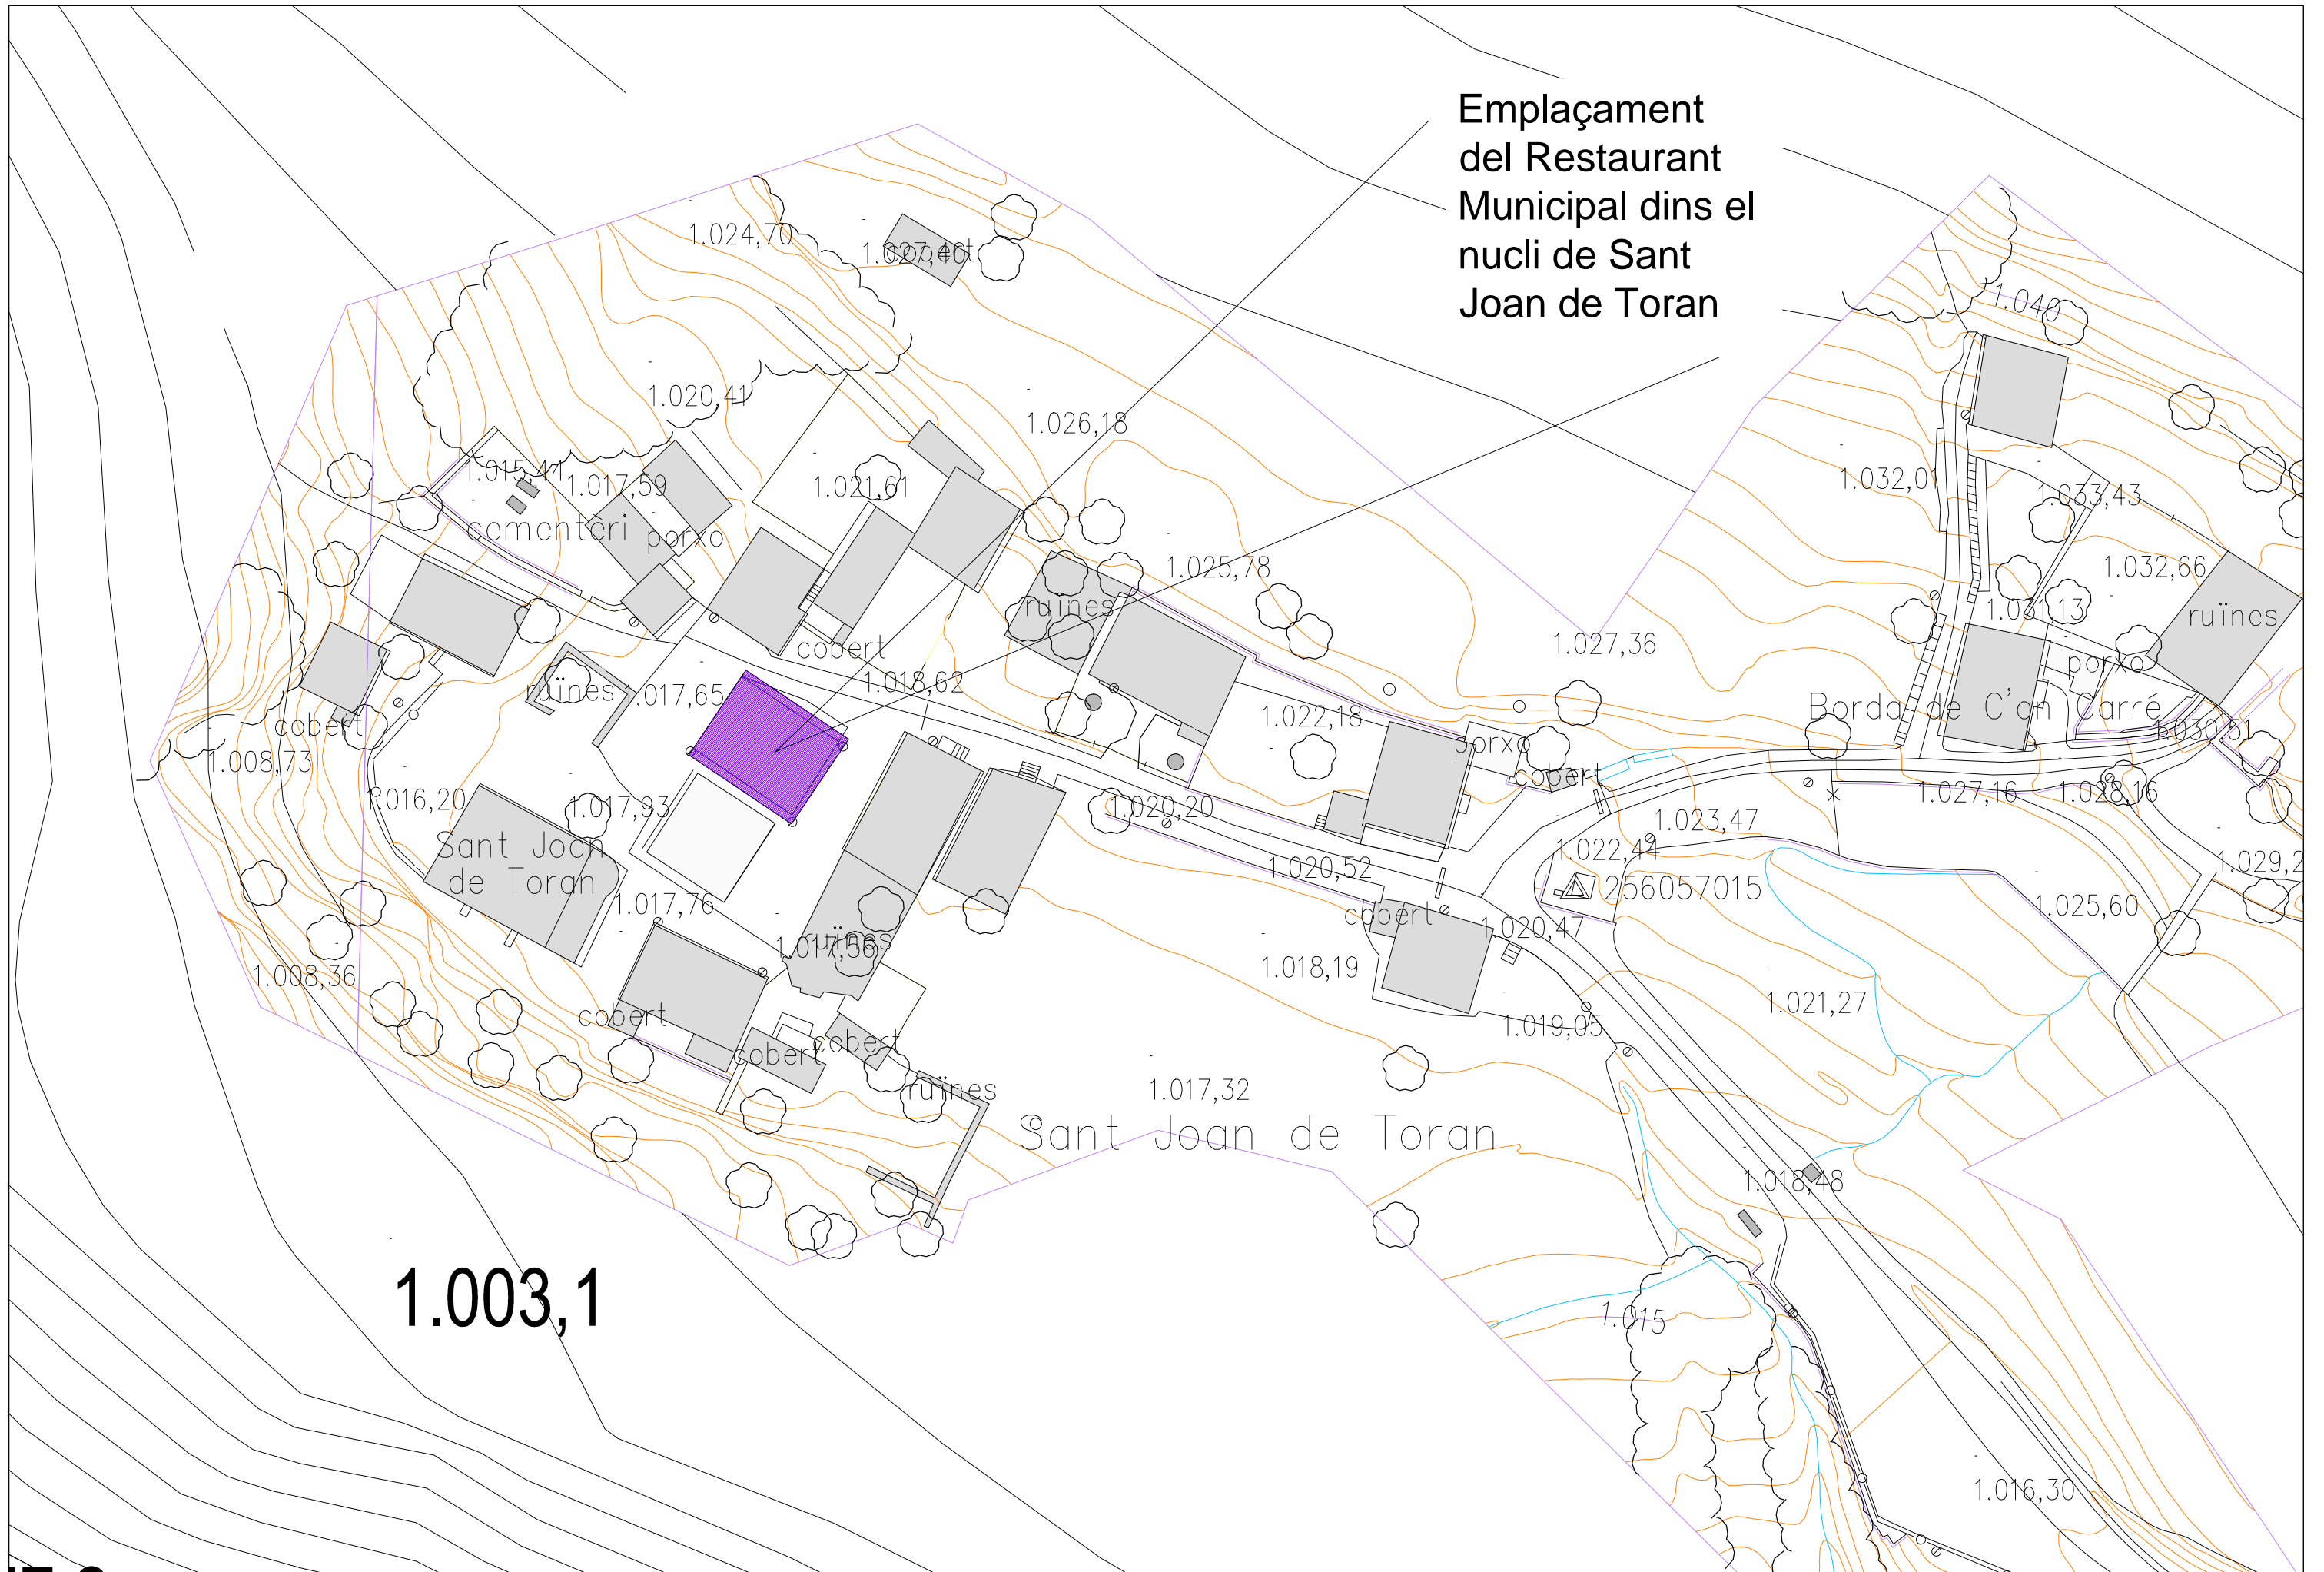 Emplaçament
del Restaurant
Municipal dins el
nucli de Sant
Joan de Toran
1.024,70
1.027,40
cobert
1.040
1.020,41
1.026,18
1.015,44
1.017,59
1.021,61
1.032,01
1.033,43
cementèri
porxo
1.025,78
1.032,66
ruïnes
1.031,13
ruïnes
cobert
1.027,36
porxo
1.018,62
ruïnes
1.017,65
1.022,18
Borda de C'an Carré
cobert
1.030,51
porxo
1.008,73
cobert
1.016,20
1.017,93
1.020,20
1.027,16
1.028,16
1.023,47
Sant Joan
de Toran
1.022,44
1.020,52
1.029,2
256057015
1.017,76
cobert
1.025,60
1.020,47
ruïnes
1.017,56
1.018,19
1.008,36
1.021,27
cobert
1.019,05
cobert
cobert
ruïnes
1.017,32
Sant Joan de Toran
1.018,48
1.003,1
1.015
1.016,30